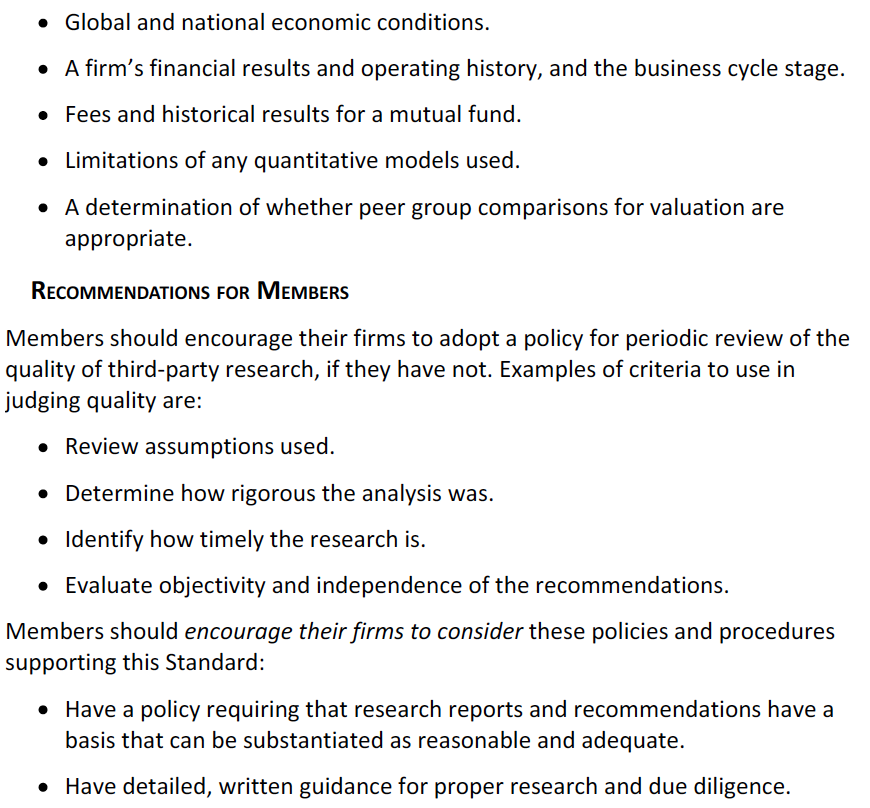 • Global and national economic conditions.
• A firm’s financial results and operating history, and the business cycle stage.
• Fees and historical results for a mutual fund.
• Limitations of any quantitative models used.
• A determination of whether peer group comparisons for valuation are
appropriate.
RECOMMENDATIONS FOR MEMBERS
Members should encourage their firms to adopt a policy for periodic review of the
quality of third-party research, if they have not. Examples of criteria to use in
judging quality are:
• Review assumptions used.
• Determine how rigorous the analysis was.
• Identify how timely the research is.
• Evaluate objectivity and independence of the recommendations.
Members should encourage their firms to consider these policies and procedures
supporting this Standard:
• Have a policy requiring that research reports and recommendations have a
basis that can be substantiated as reasonable and adequate.
• Have detailed, written guidance for proper research and due diligence.